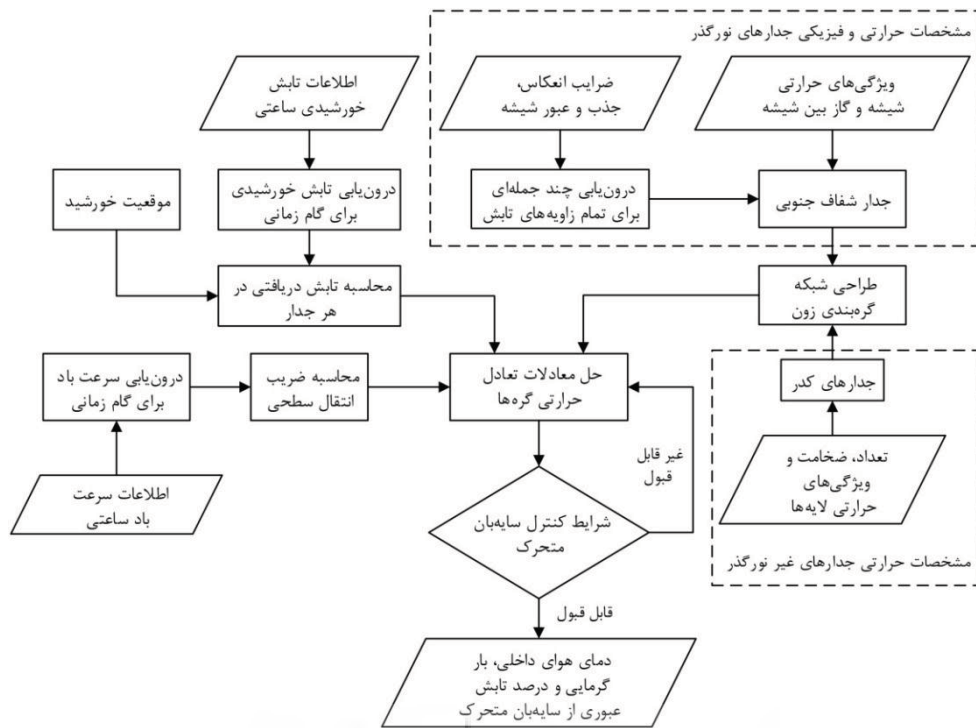 مشخصات حرارتی و فیزیکی جدارهای نورگذر
ویژگی‌های حرارتی
شیشه و گاز بین شیشه
ضرایب انعکاس،
جذب و عبور شیشه
اطلاعات تابش
خورشیدی ساعتی
جدار شفاف جنوبی
درون‌یابی چند جمله‌ای
برای تمام زاویه‌های تابش
درون‌یابی تابش خورشیدی
برای گام زمانی
موقعیت خورشید
طراحی شبکه
گره‌بندی زون
محاسبه تابش دریافتی در
هر جدار
جدارهای کدر
حل معادلات تعادل
حرارتی گره‌ها
محاسبه ضریب
انتقال سطحی
درون‌یابی سرعت باد
برای گام زمانی
غیر قابل
قبول
تعداد، ضخامت و
ویژگی‌های
حرارتی لایه‌ها
اطلاعات سرعت
باد ساعتی
شرایط کنترل سایه‌بان
متحرک
مشخصات حرارتی جدارهای غیر نورگذر
قابل قبول
دمای هوای داخلی، بار
گرمایی و درصد تابش
عبوری از سایه‌بان متحرک